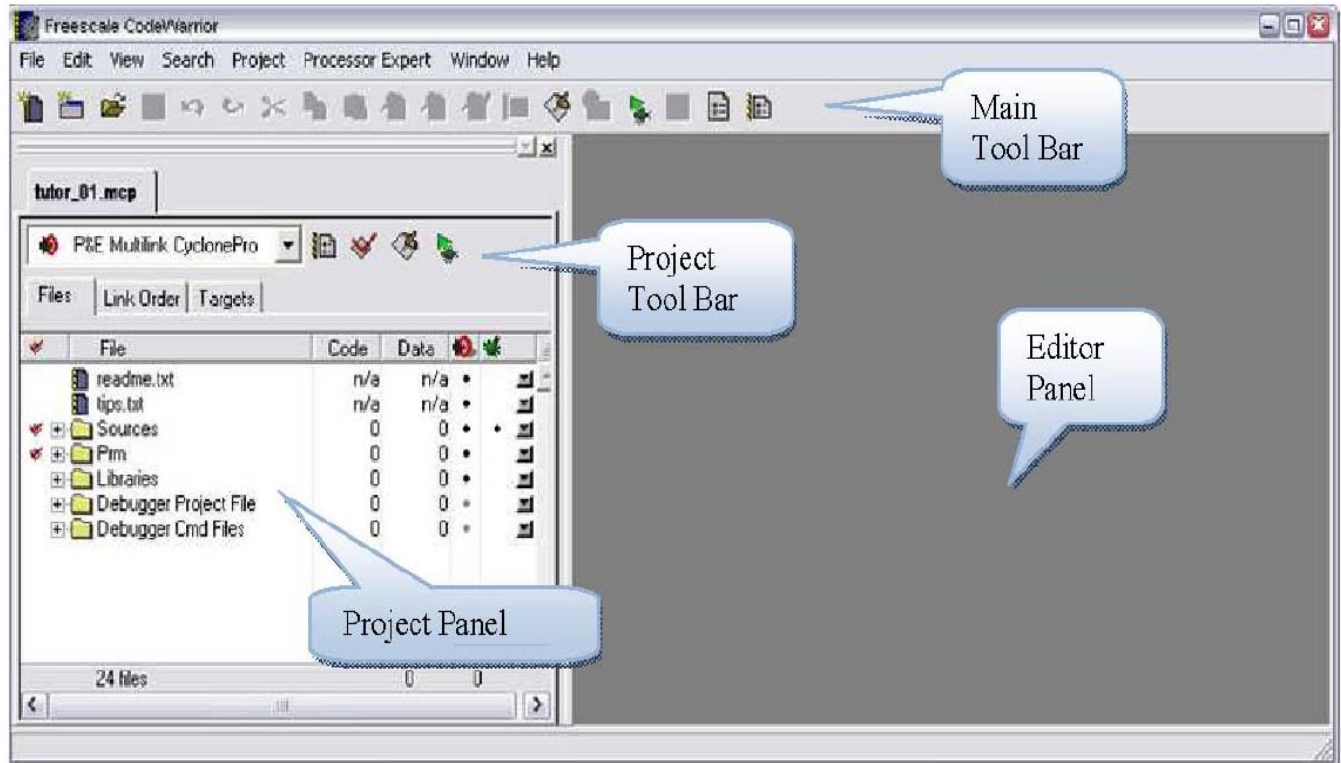 Freescale CodeWarrior
File Edit View Search Project Processor Expert Window Help
Main
Tool Bar
tutor_01.mcp
P&E Multilink CyclonePro
Project
Tool Bar
Files Link Order Targets
File Code Data
readme.txt n/a n/a
tips.txt n/a n/a
Sources 0 0
Prm 0 0
Libraries 0 0
Debugger Project File 0 0
Debugger Cmd Files 0 0
Editor
Panel
Project Panel
24 files 0 0